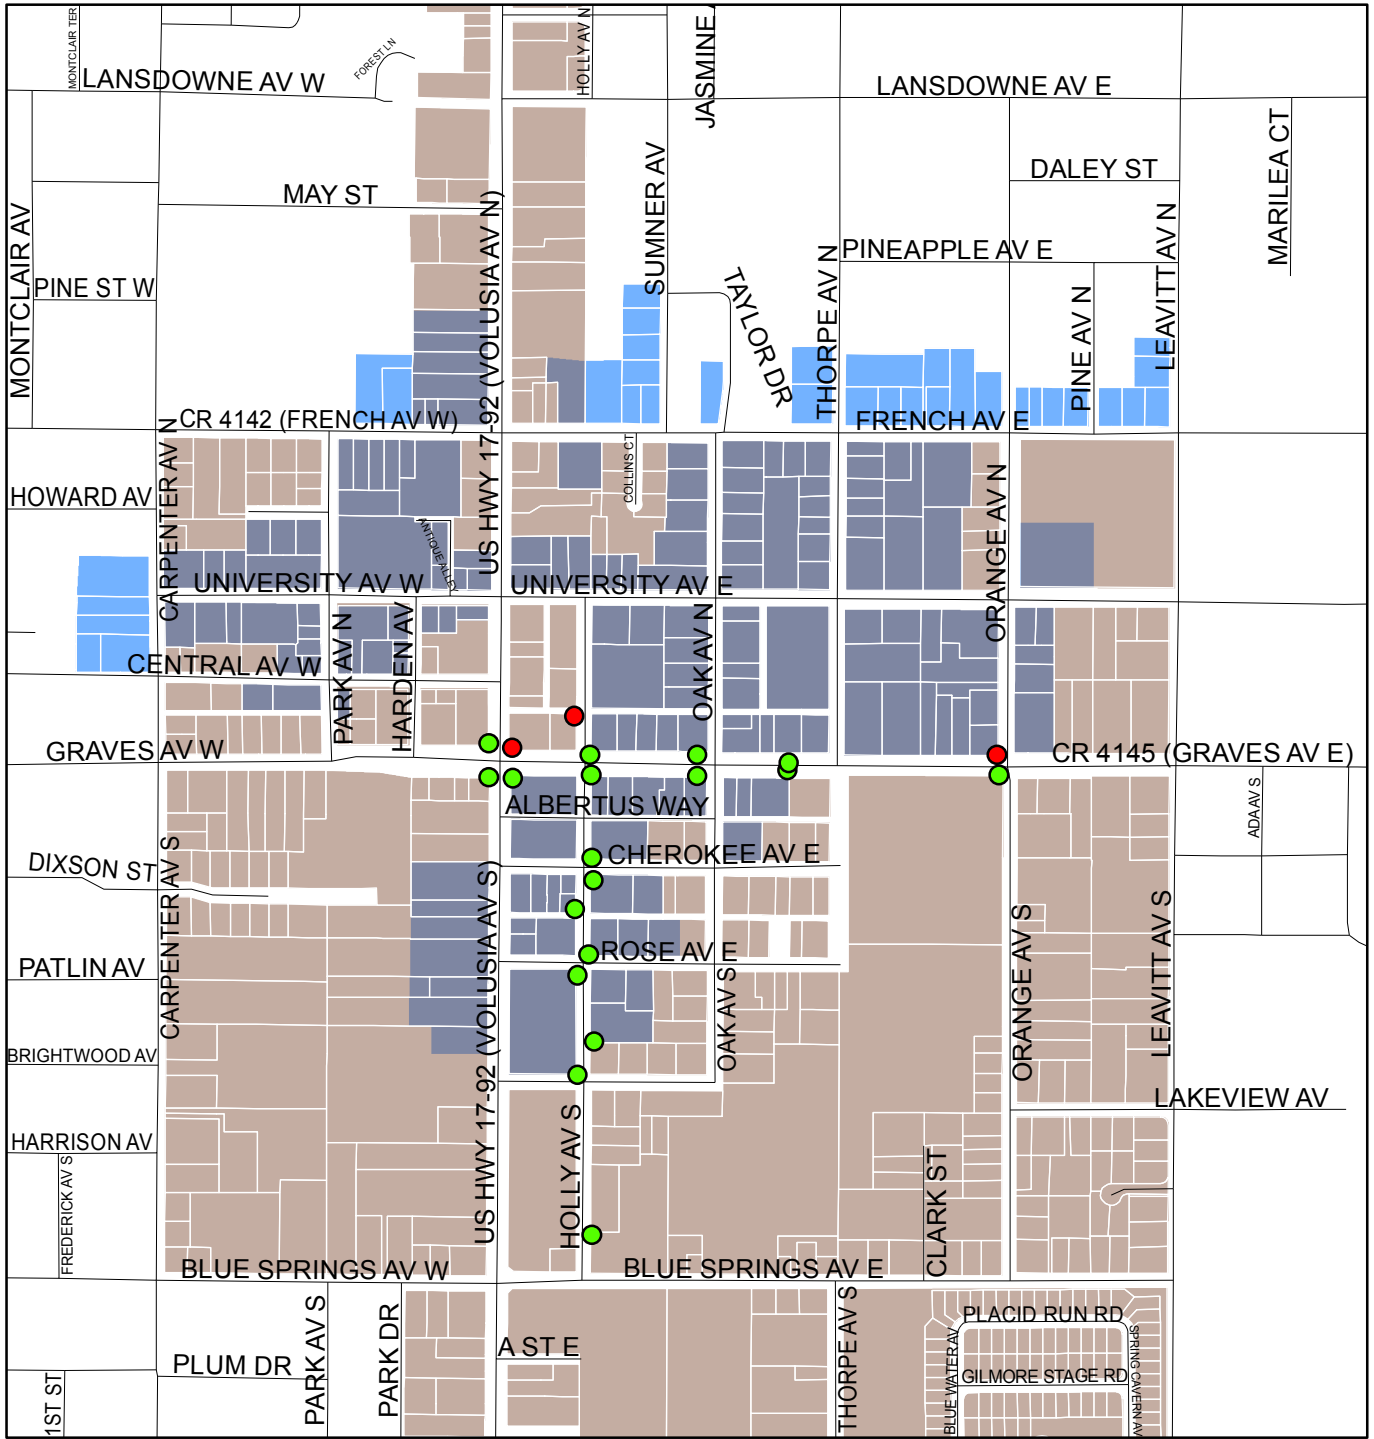 MONTCLAIR TER
LANSDOWNE AV W
FOREST LN
HOLLY AV N
JASMINE
LANSDOWNE AV E
MARILEA CT
DALEY ST
MAY ST
SUMNER AV
MONTCLAIR AV
US HWY 17-92 (VOLUSIA AV N)
PINEAPPLE AV E
LEAVITT AV N
PINE ST W
TAYLOR DR
THORPE AV N
PINE AV N
CR 4142 (FRENCH AV W)
FRENCH AV E
CARPENTER AV N
COLLINS CT
HOWARD AV
ANTIQUE ALLEY
ORANGE AV N
UNIVERSITY AV W
UNIVERSITY AV E
PARK AV N
HARDEN AV
OAK AV N
CENTRAL AV W
GRAVES AV W
CR 4145 (GRAVES AV E)
ALBERTUS WAY
ADA AV S
DIXSON ST
CARPENTER AV S
CHEROKEE AV E
US HWY 17-92 (VOLUSIA AV S)
ROSE AV E
PATLIN AV
OAK AV S
ORANGE AV S
LEAVITT AV S
BRIGHTWOOD AV
LAKEVIEW AV
HARRISON AV
HOLLY AV S
FREDERICK AV S
CLARK ST
BLUE SPRINGS AV W
BLUE SPRINGS AV E
PARK AV S
PARK DR
A ST E
THORPE AV S
PLACID RUN RD
BLUE WATER AV
SPRING CAVERN AV
PLUM DR
GILMORE STAGE RD
1ST ST